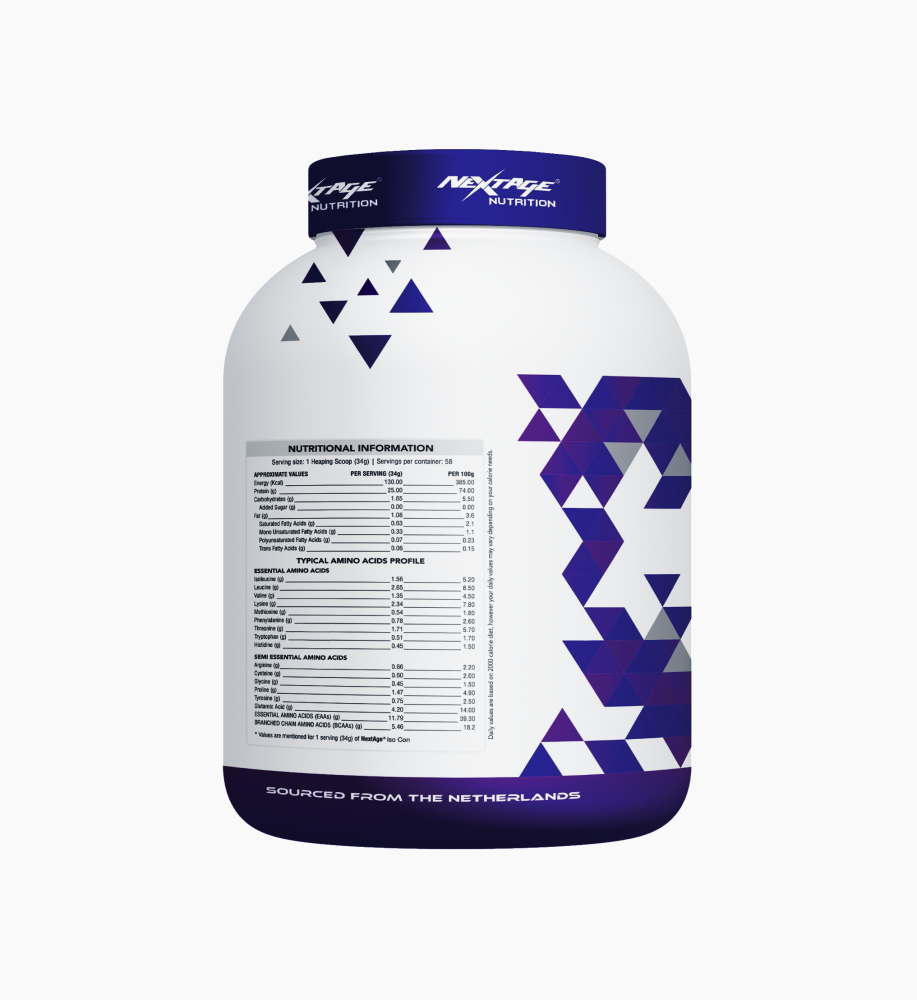 XTAGE
NUTRITION
NEXTAGE®
NUTRITION
NUTRITIONAL INFORMATION
Serving size: 1 Heaping Scoop (34g) | Servings per container: 58
APPROXIMATE VALUES PER SERVING (34g) PER 100g
Energy (Kcal) 130.00 385.00
Protein (g) 25.00 74.00
Carbohydrates (g) 1.65 5.50
Added Sugar (g) 0.00 0.00
Fat (g) 1.08 3.6
Saturated Fatty Acids (g) 0.63 2.1
Mono Unsaturated Fatty Acids (g) 0.33 1.1
Polyunsaturated Fatty Acids (g) 0.07 0.23
Trans Fatty Acids (g) 0.06 0.15
TYPICAL AMINO ACIDS PROFILE
ESSENTIAL AMINO ACIDS
Isoleucine (g) 1.56 5.20
Leucine (g) 2.65 8.50
Valine (g) 1.35 4.50
Lysine (g) 2.34 7.80
Methionine (g) 0.54 1.80
Phenylalanine (g) 0.78 2.60
Threonine (g) 1.71 5.70
Tryptophan (g) 0.51 1.70
Histidine (g) 0.45 1.50
SEMI ESSENTIAL AMINO ACIDS
Arginine (g) 0.66 2.20
Cysteine (g) 0.60 2.00
Glycine (g) 0.45 1.50
Proline (g) 1.47 4.90
Tyrosine (g) 0.75 2.50
Glutamic Acid (g) 4.20 14.00
ESSENTIAL AMINO ACIDS (EAAs) (g) 11.79 39.30
BRANCHED CHAIN AMINO ACIDS (BCAAs) (g) 5.46 18.2
* Values are mentioned for 1 serving (34g) of NextAge® Iso Con
Daily values are based on 2000 calorie diet, however your daily values may vary depending on your calorie needs.
SOURCED FROM THE NETHERLANDS